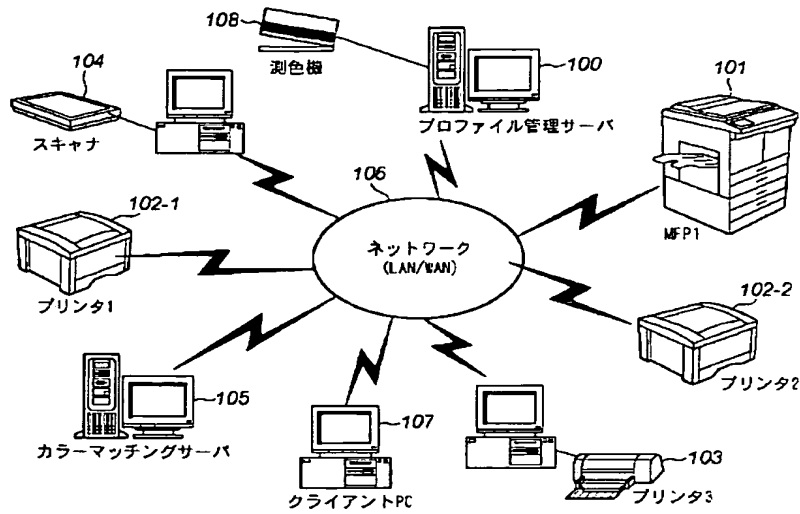 108
測色機
100
プロファイル管理サーバ
104
スキャナ
101
MFP1
106
ネットワーク
(LAN/WAN)
102-1
プリンタ1
102-2
プリンタ2
105
カラーマッチングサーバ
107
クライアントPC
103
プリンタ3